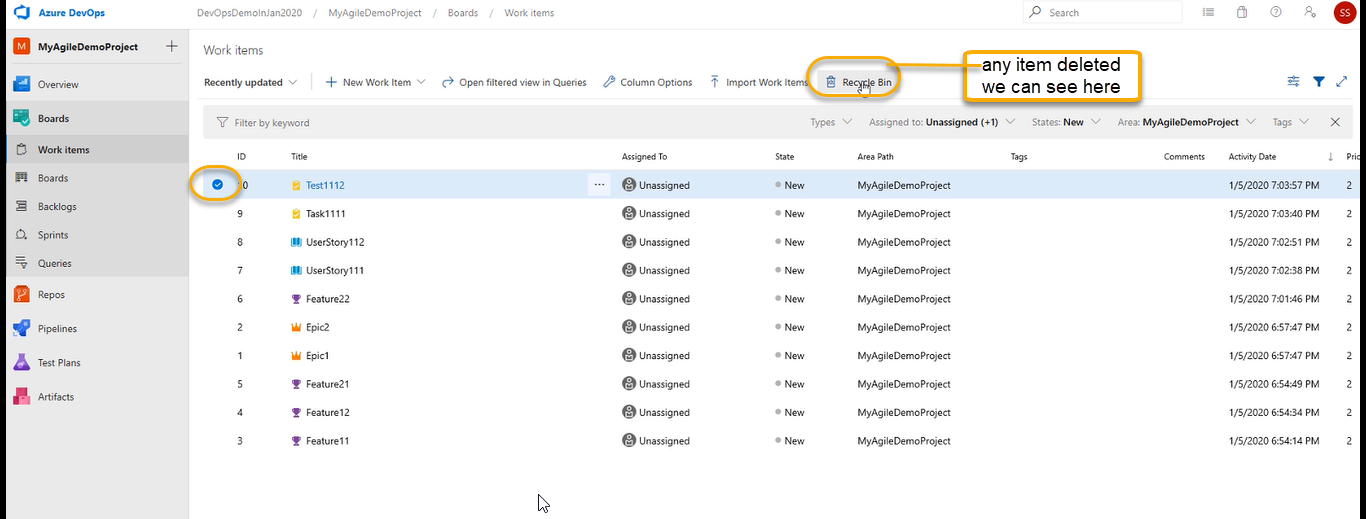 Azure DevOps DevOpsDemoInJan2020 / MyAgileDemoProject / Boards / Work items Search SS
M MyAgileDemoProject
Work items
any item deleted
we can see here
Recently updated New Work Item Open filtered view in Queries Column Options Import Work Items Recycle Bin
Overview
Boards
Work items
Boards
Backlogs
Sprints
Queries
Repos
Pipelines
Test Plans
Artifacts
Filter by keyword Types Assigned to: Unassigned (+1) States: New Area: MyAgileDemoProject Tags
ID Title Assigned To State Area Path Tags Comments Activity Date
0 Test1112 ... Unassigned New MyAgileDemoProject 1/5/2020 7:03:57 PM 2
9 Task1111 Unassigned New MyAgileDemoProject 1/5/2020 7:03:40 PM 2
8 UserStory112 Unassigned New MyAgileDemoProject 1/5/2020 7:02:51 PM 2
7 UserStory111 Unassigned New MyAgileDemoProject 1/5/2020 7:02:38 PM 2
6 Feature22 Unassigned New MyAgileDemoProject 1/5/2020 7:01:46 PM 2
2 Epic2 Unassigned New MyAgileDemoProject 1/5/2020 6:57:47 PM 2
1 Epic1 Unassigned New MyAgileDemoProject 1/5/2020 6:57:47 PM 2
5 Feature21 Unassigned New MyAgileDemoProject 1/5/2020 6:54:49 PM 2
4 Feature12 Unassigned New MyAgileDemoProject 1/5/2020 6:54:34 PM 2
3 Feature11 Unassigned New MyAgileDemoProject 1/5/2020 6:54:14 PM 2